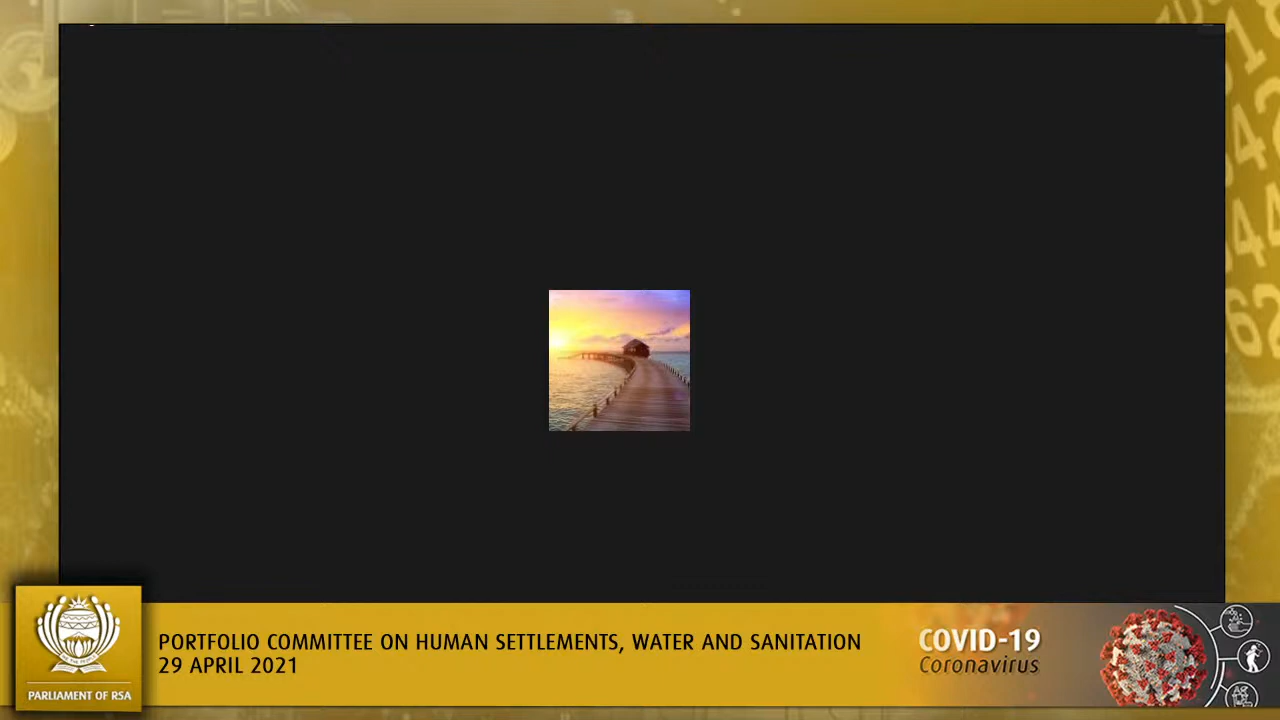 PORTFOLIO COMMITTEE ON HUMAN SETTLEMENTS, WATER AND SANITATION
29 APRIL 2021
COVID-19
Coronavirus
PARLIAMENT OF RSA